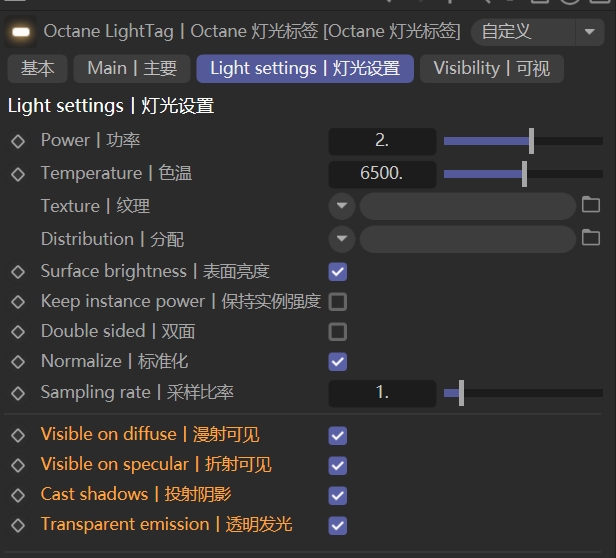 Octane LightTag | Octane 灯光标签 [Octane 灯光标签] 自定义
基本 Main | 主要 Light settings | 灯光设置 Visibility | 可视
Light settings | 灯光设置
Power | 功率 2.
Temperature | 色温 6500.
Texture | 纹理
Distribution | 分配
Surface brightness | 表面亮度
Keep instance power | 保持实例强度
Double sided | 双面
Normalize | 标准化
Sampling rate | 采样比率 1.
Visible on diffuse | 漫射可见
Visible on specular | 折射可见
Cast shadows | 投射阴影
Transparent emission | 透明发光